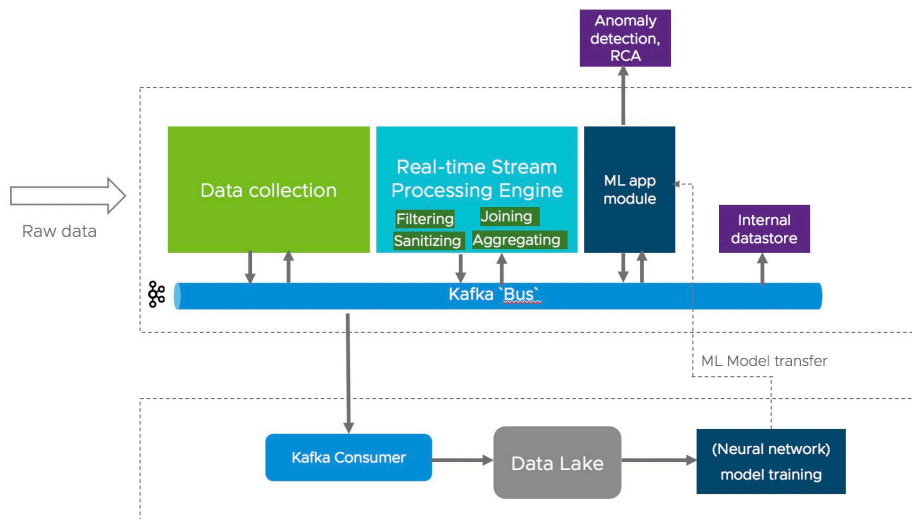 Anomaly
detection,
RCA
Raw data
Data collection
Real-time Stream
Processing Engine
Filtering
Joining
Sanitizing
Aggregating
ML app
module
Internal
datastore
Kafka `Bus`
ML Model transfer
Kafka Consumer
Data Lake
(Neural network)
model training